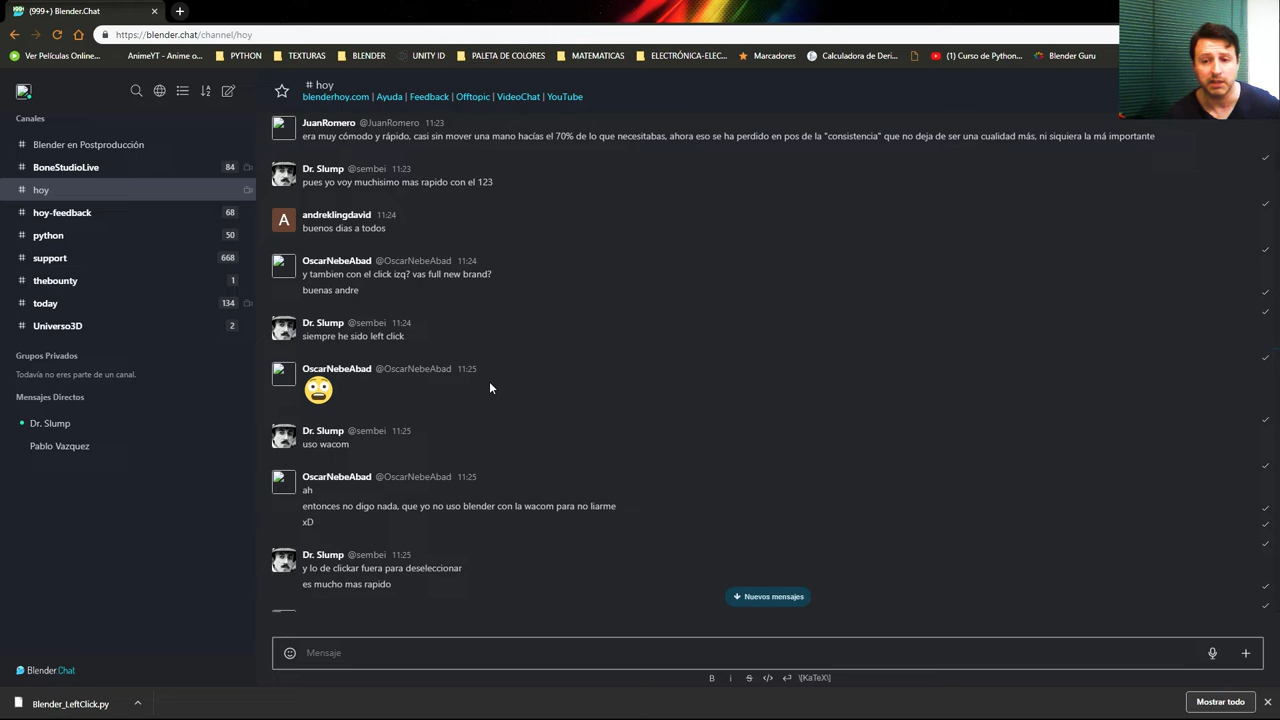 (999+) Blender.Chat
https://blender.chat/channel/hoy
Ver Películas Online...
AnimeYT - Anime o...
PYTHON
TEXTURAS
BLENDER
UNITY3D
PISTA DE COLORES
MATEMATICAS
ELECTRÓNICA-ELEC...
Marcadores
Calculadora de Deri...
(1) Curso de Python...
Blender Guru
Canales
Blender en Postproducción
# BoneStudioLive 84
# hoy
# hoy-feedback 68
# python 50
# support 668
# thebounty 1
# today 134
# Universo3D 2
Grupos Privados
Todavía no eres parte de un canal.
Mensajes Directos
Dr. Slump
Pablo Vazquez
Blender.Chat
# hoy
blenderhoy.com | Ayuda | Feedback | Offtopic | VideoChat | YouTube
JuanRomero @JuanRomero 11:23
era muy cómodo y rápido, casi sin mover una mano hacías el 70% de lo que necesitabas, ahora eso se ha perdido en pos de la "consistencia" que no deja de ser una cualidad más, ni siquiera la má importante
Dr. Slump @sembei 11:23
pues yo voy muchisimo mas rapido con el 123
A
andreklingdavid 11:24
buenos dias a todos
OscarNebeAbad @OscarNebeAbad 11:24
y tambien con el click izq? vas full new brand?
buenas andre
Dr. Slump @sembei 11:24
siempre he sido left click
OscarNebeAbad @OscarNebeAbad 11:25
Dr. Slump @sembei 11:25
uso wacom
OscarNebeAbad @OscarNebeAbad 11:25
ah
entonces no digo nada, que yo no uso blender con la wacom para no liarme
xD
Dr. Slump @sembei 11:25
y lo de clickar fuera para deseleccionar
es mucho mas rapido
Nuevos mensajes
Mensaje
B i S </> \[KaTeX\]
Blender_LeftClick.py
Mostrar todo